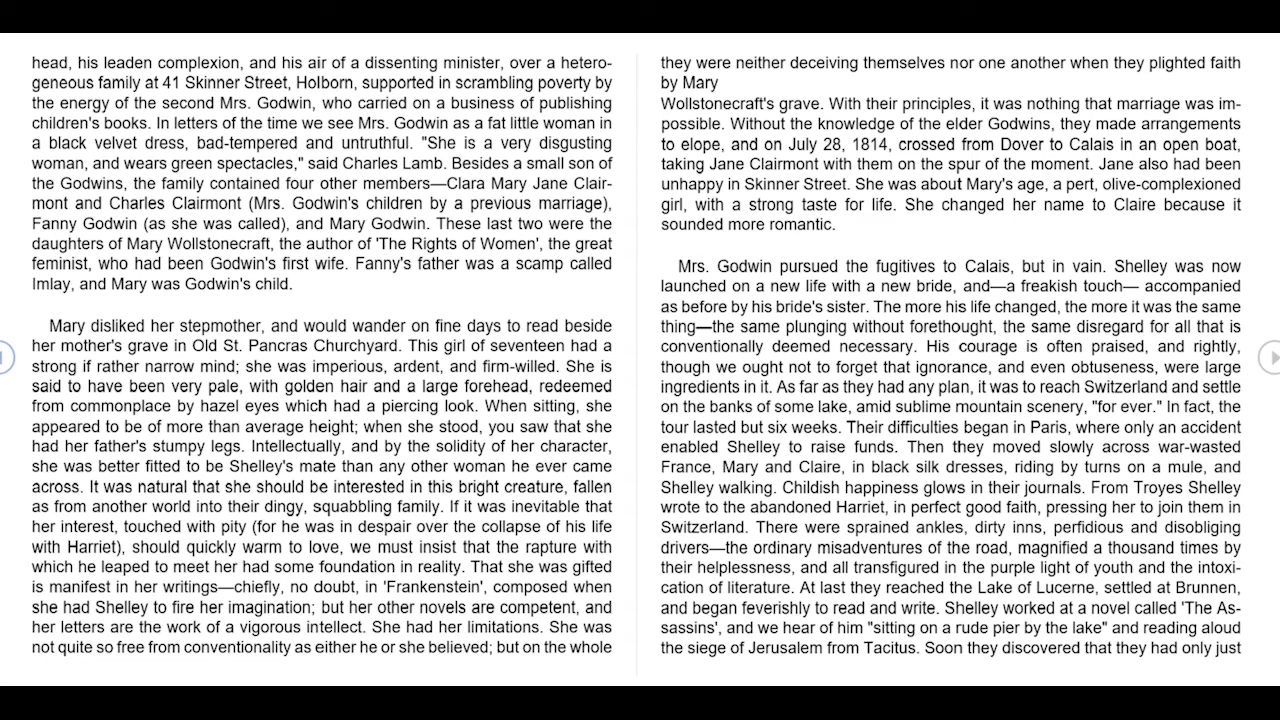 head, his leaden complexion, and his air of a dissenting minister, over a hetero-
geneous family at 41 Skinner Street, Holborn, supported in scrambling poverty by
the energy of the second Mrs. Godwin, who carried on a business of publishing
children's books. In letters of the time we see Mrs. Godwin as a fat little woman in
a black velvet dress, bad-tempered and untruthful. "She is a very disgusting
woman, and wears green spectacles," said Charles Lamb. Besides a small son of
the Godwins, the family contained four other members—Clara Mary Jane Clair-
mont and Charles Clairmont (Mrs. Godwin's children by a previous marriage),
Fanny Godwin (as she was called), and Mary Godwin. These last two were the
daughters of Mary Wollstonecraft, the author of 'The Rights of Women', the great
feminist, who had been Godwin's first wife. Fanny's father was a scamp called
Imlay, and Mary was Godwin's child.
Mary disliked her stepmother, and would wander on fine days to read beside
her mother's grave in Old St. Pancras Churchyard. This girl of seventeen had a
strong if rather narrow mind; she was imperious, ardent, and firm-willed. She is
said to have been very pale, with golden hair and a large forehead, redeemed
from commonplace by hazel eyes which had a piercing look. When sitting, she
appeared to be of more than average height; when she stood, you saw that she
had her father's stumpy legs. Intellectually, and by the solidity of her character,
she was better fitted to be Shelley's mate than any other woman he ever came
across. It was natural that she should be interested in this bright creature, fallen
as from another world into their dingy, squabbling family. If it was inevitable that
her interest, touched with pity (for he was in despair over the collapse of his life
with Harriet), should quickly warm to love, we must insist that the rapture with
which he leaped to meet her had some foundation in reality. That she was gifted
is manifest in her writings—chiefly, no doubt, in 'Frankenstein', composed when
she had Shelley to fire her imagination; but her other novels are competent, and
her letters are the work of a vigorous intellect. She had her limitations. She was
not quite so free from conventionality as either he or she believed; but on the whole
they were neither deceiving themselves nor one another when they plighted faith
by Mary
Wollstonecraft's grave. With their principles, it was nothing that marriage was im-
possible. Without the knowledge of the elder Godwins, they made arrangements
to elope, and on July 28, 1814, crossed from Dover to Calais in an open boat,
taking Jane Clairmont with them on the spur of the moment. Jane also had been
unhappy in Skinner Street. She was about Mary's age, a pert, olive-complexioned
girl, with a strong taste for life. She changed her name to Claire because it
sounded more romantic.
Mrs. Godwin pursued the fugitives to Calais, but in vain. Shelley was now
launched on a new life with a new bride, and—a freakish touch— accompanied
as before by his bride's sister. The more his life changed, the more it was the same
thing—the same plunging without forethought, the same disregard for all that is
conventionally deemed necessary. His courage is often praised, and rightly,
though we ought not to forget that ignorance, and even obtuseness, were large
ingredients in it. As far as they had any plan, it was to reach Switzerland and settle
on the banks of some lake, amid sublime mountain scenery, "for ever." In fact, the
tour lasted but six weeks. Their difficulties began in Paris, where only an accident
enabled Shelley to raise funds. Then they moved slowly across war-wasted
France, Mary and Claire, in black silk dresses, riding by turns on a mule, and
Shelley walking. Childish happiness glows in their journals. From Troyes Shelley
wrote to the abandoned Harriet, in perfect good faith, pressing her to join them in
Switzerland. There were sprained ankles, dirty inns, perfidious and disobliging
drivers—the ordinary misadventures of the road, magnified a thousand times by
their helplessness, and all transfigured in the purple light of youth and the intoxi-
cation of literature. At last they reached the Lake of Lucerne, settled at Brunnen,
and began feverishly to read and write. Shelley worked at a novel called 'The As-
sassins', and we hear of him "sitting on a rude pier by the lake" and reading aloud
the siege of Jerusalem from Tacitus. Soon they discovered that they had only just